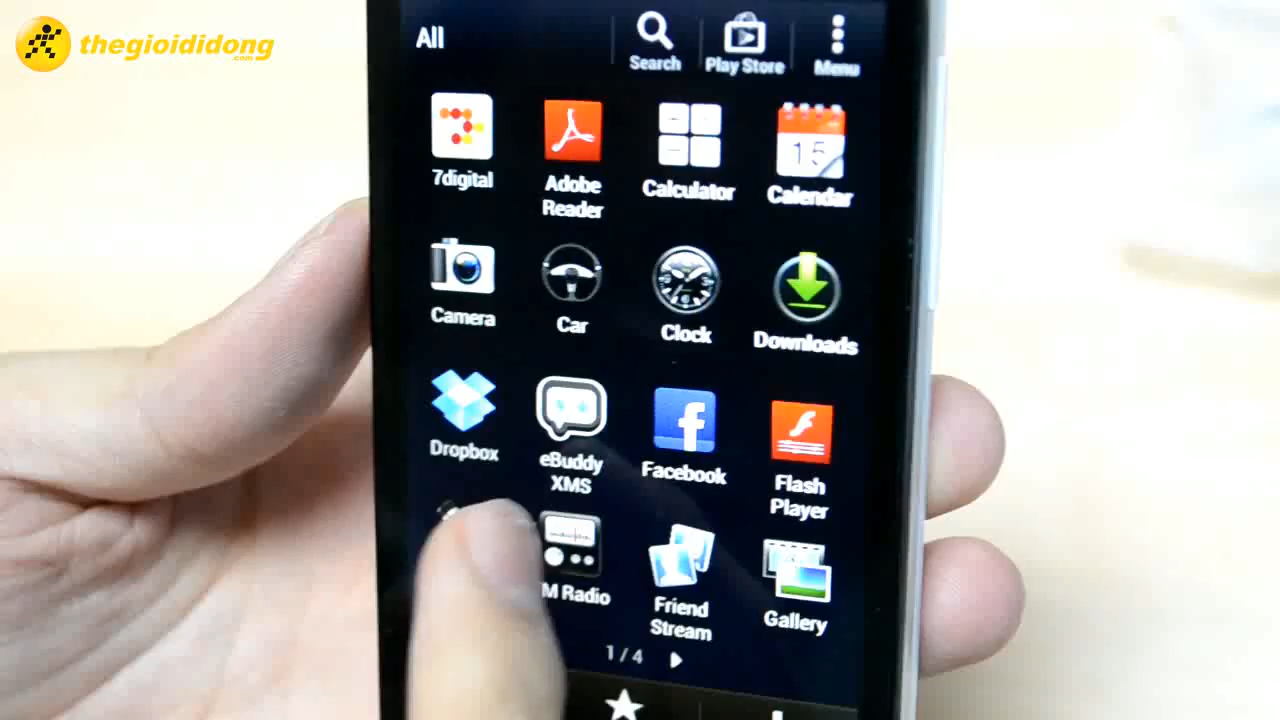 thegioididong
.com
All
Search
Play Store
Menu
7digital
Adobe
Reader
Calculator
15
Calendar
Camera
Car
Clock
Downloads
Dropbox
eBuddy
XMS
f
Facebook
Flash
Player
M Radio
Friend
Stream
Gallery
1/4